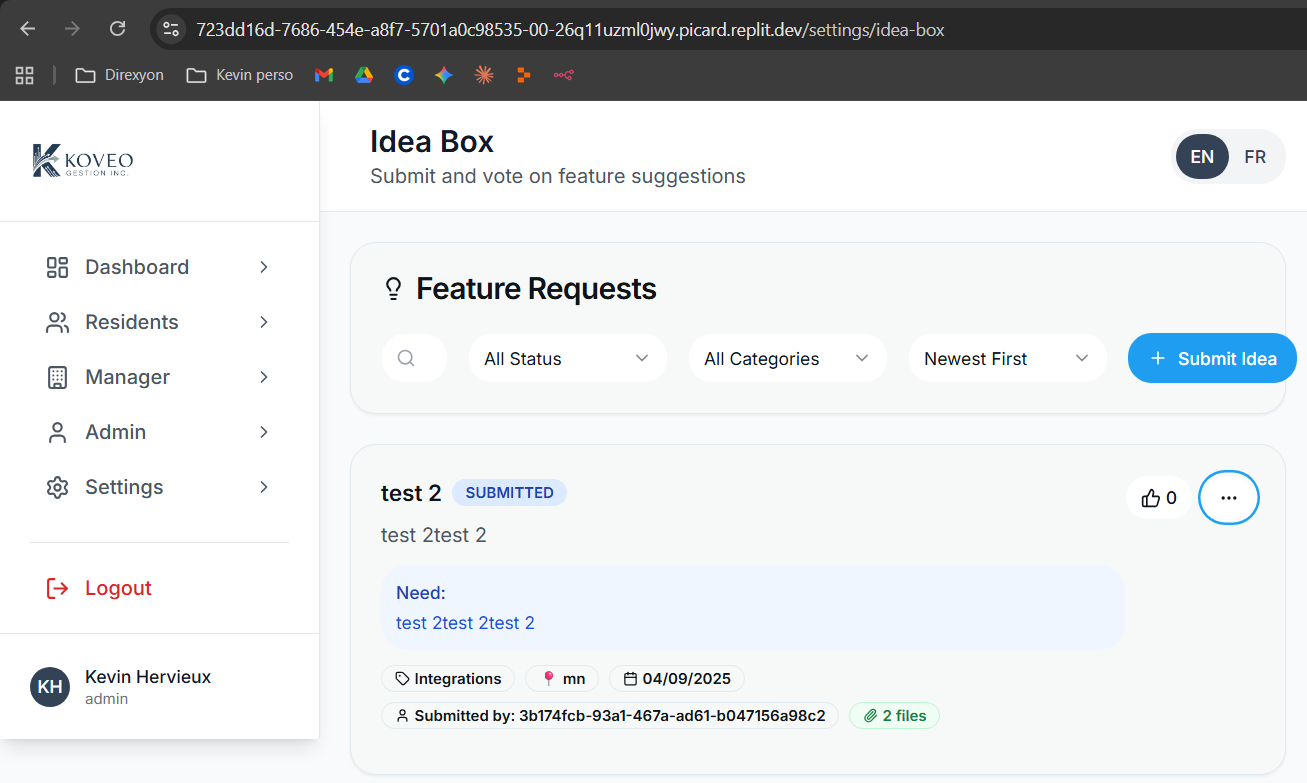 723dd16d-7686-454e-a8f7-5701a0c98535-00-26q11uzml0jwy.picard.replit.dev/settings/idea-box
Direxyon Kevin perso
KOVEO
GESTION INC.
Idea Box
Submit and vote on feature suggestions
EN FR
Dashboard
Residents
Manager
Admin
Settings
Logout
Kevin Hervieux
KH
admin
Feature Requests
All Status All Categories Newest First + Submit Idea
test 2 SUBMITTED 0 ...
test 2test 2
Need:
test 2test 2test 2
Integrations mn 04/09/2025
Submitted by: 3b174fcb-93a1-467a-ad61-b047156a98c2 2 files